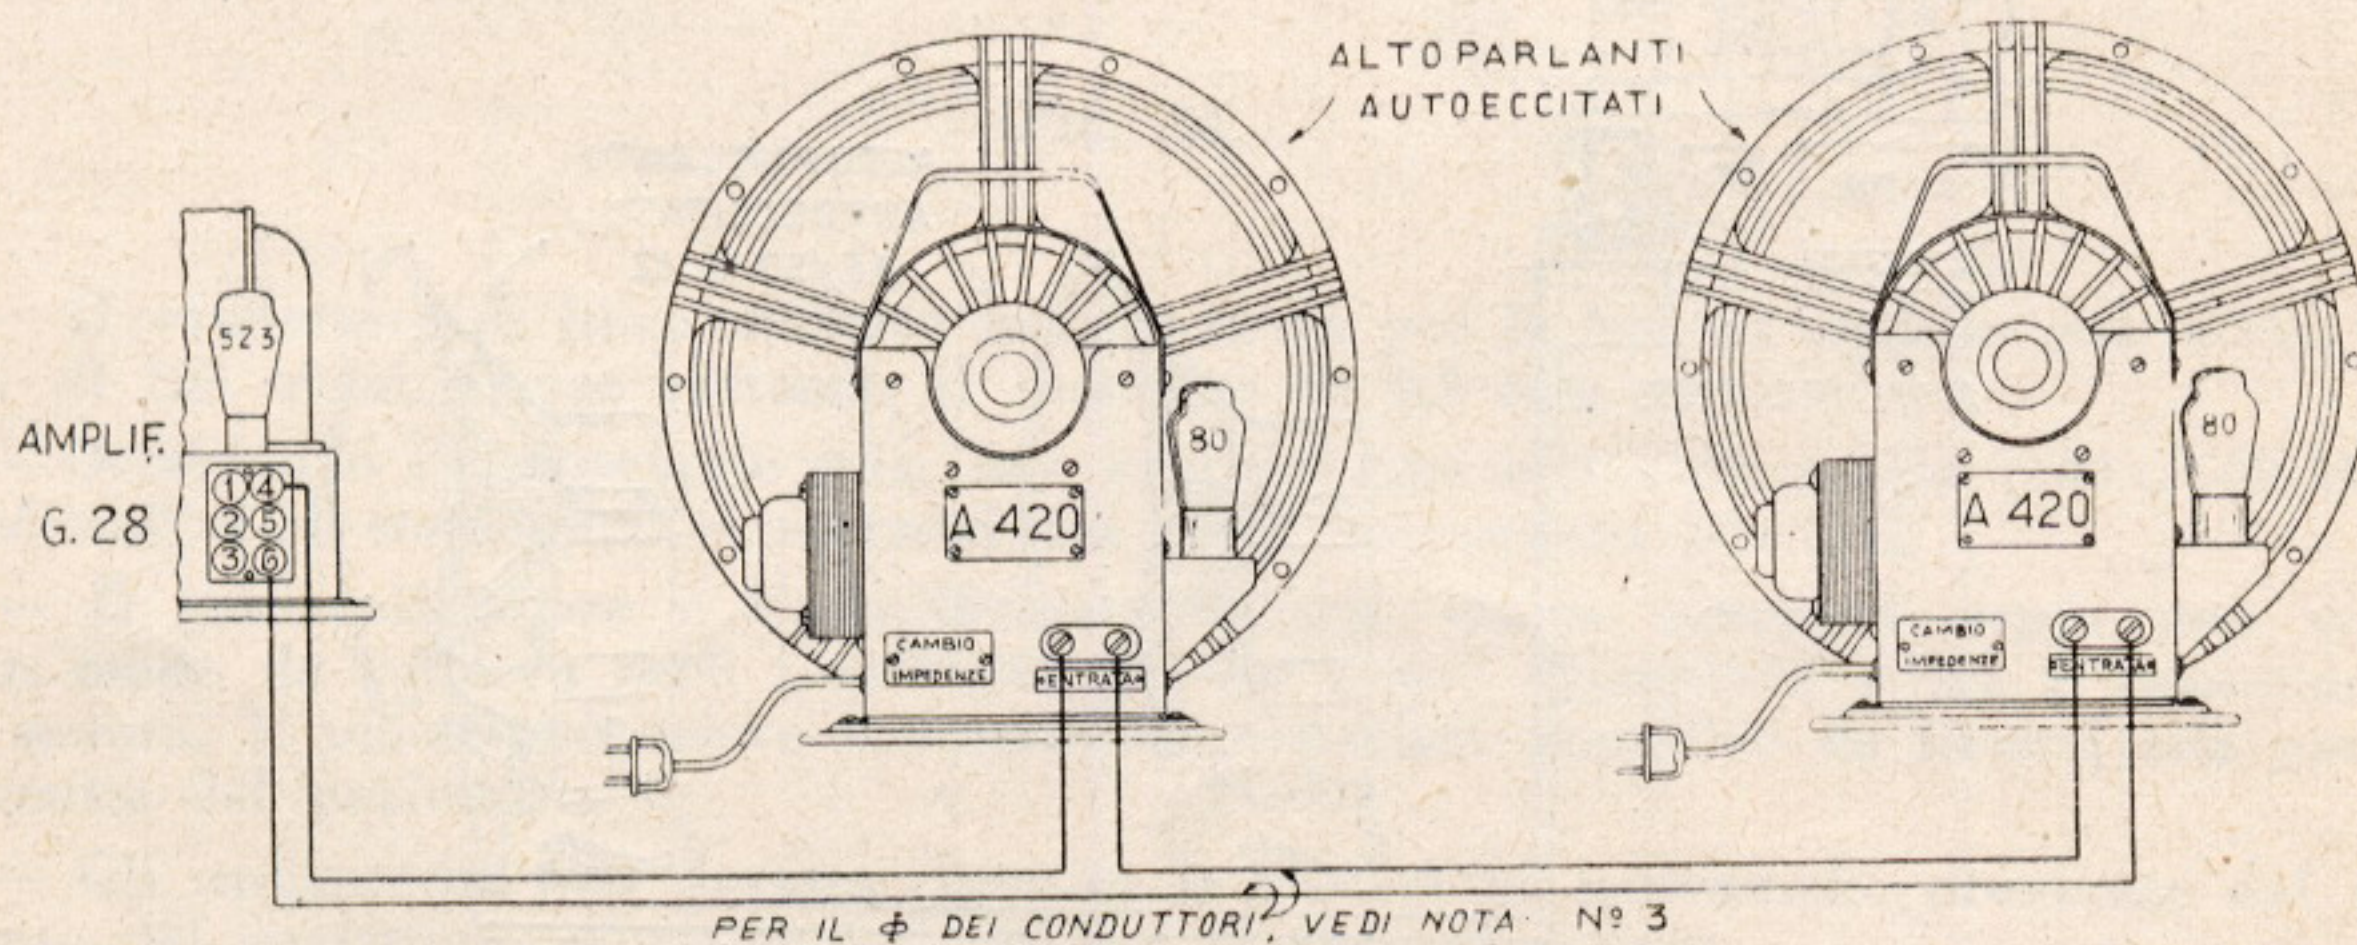 ALTOPARLANTI
AUTOECCITATI
AMPLIF.
G. 28
523
1 4
2 5
3 6
80
A 420
CAMBIO
IMPEDENZE
ENTRATA
80
A 420
CAMBIO
IMPEDENZE
ENTRATA
PER IL ϕ DEI CONDUTTORI, VEDI NOTA Nº 3